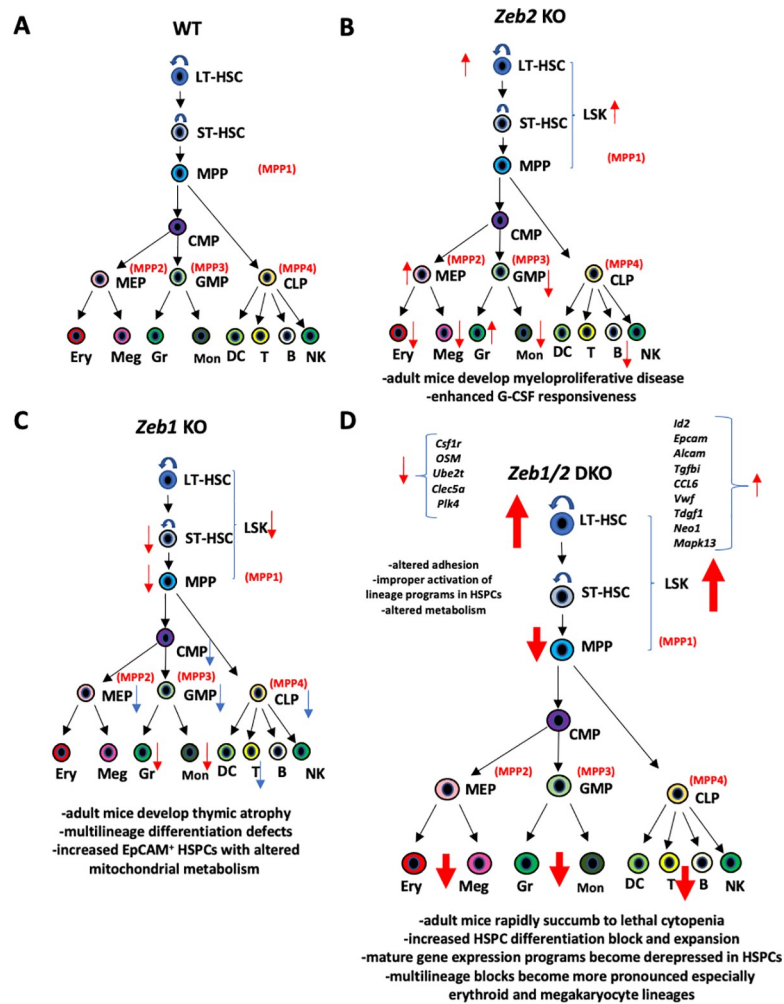 A
WT
LT-HSC
ST-HSC
MPP
(MPP1)
CMP
(MPP2)
(MPP3)
(MPP4)
MEP
GMP
CLP
Ery
Meg
Gr
Mon
DC
T
B
NK
B
Zeb2 KO
LT-HSC
LSK
ST-HSC
MPP
(MPP1)
CMP
(MPP2)
(MPP3)
(MPP4)
MEP
GMP
CLP
Ery
Meg
Gr
Mon
DC
T
B
NK
-adult mice develop myeloproliferative disease
-enhanced G-CSF responsiveness
C
Zeb1 KO
LT-HSC
LSK
ST-HSC
MPP
(MPP1)
CMP
(MPP2)
(MPP3)
(MPP4)
MEP
GMP
CLP
Ery
Meg
Gr
Mon
DC
T
B
NK
-adult mice develop thymic atrophy
-multilineage differentiation defects
-increased EpCAM⁺ HSPCs with altered
mitochondrial metabolism
D
Csf1r
OSM
Ube2t
Clec5a
Plk4
Zeb1/2 DKO
Id2
Epcam
Alcam
Tgfbi
CCL6
Vwf
Tdgf1
Neo1
Mapk13
-altered adhesion
-improper activation of
lineage programs in HSPCs
-altered metabolism
LT-HSC
LSK
ST-HSC
MPP
(MPP1)
CMP
(MPP2)
(MPP3)
(MPP4)
MEP
GMP
CLP
Ery
Meg
Gr
Mon
DC
T
B
NK
-adult mice rapidly succumb to lethal cytopenia
-increased HSPC differentiation block and expansion
-mature gene expression programs become derepressed in HSPCs
-multilineage blocks become more pronounced especially
erythroid and megakaryocyte lineages